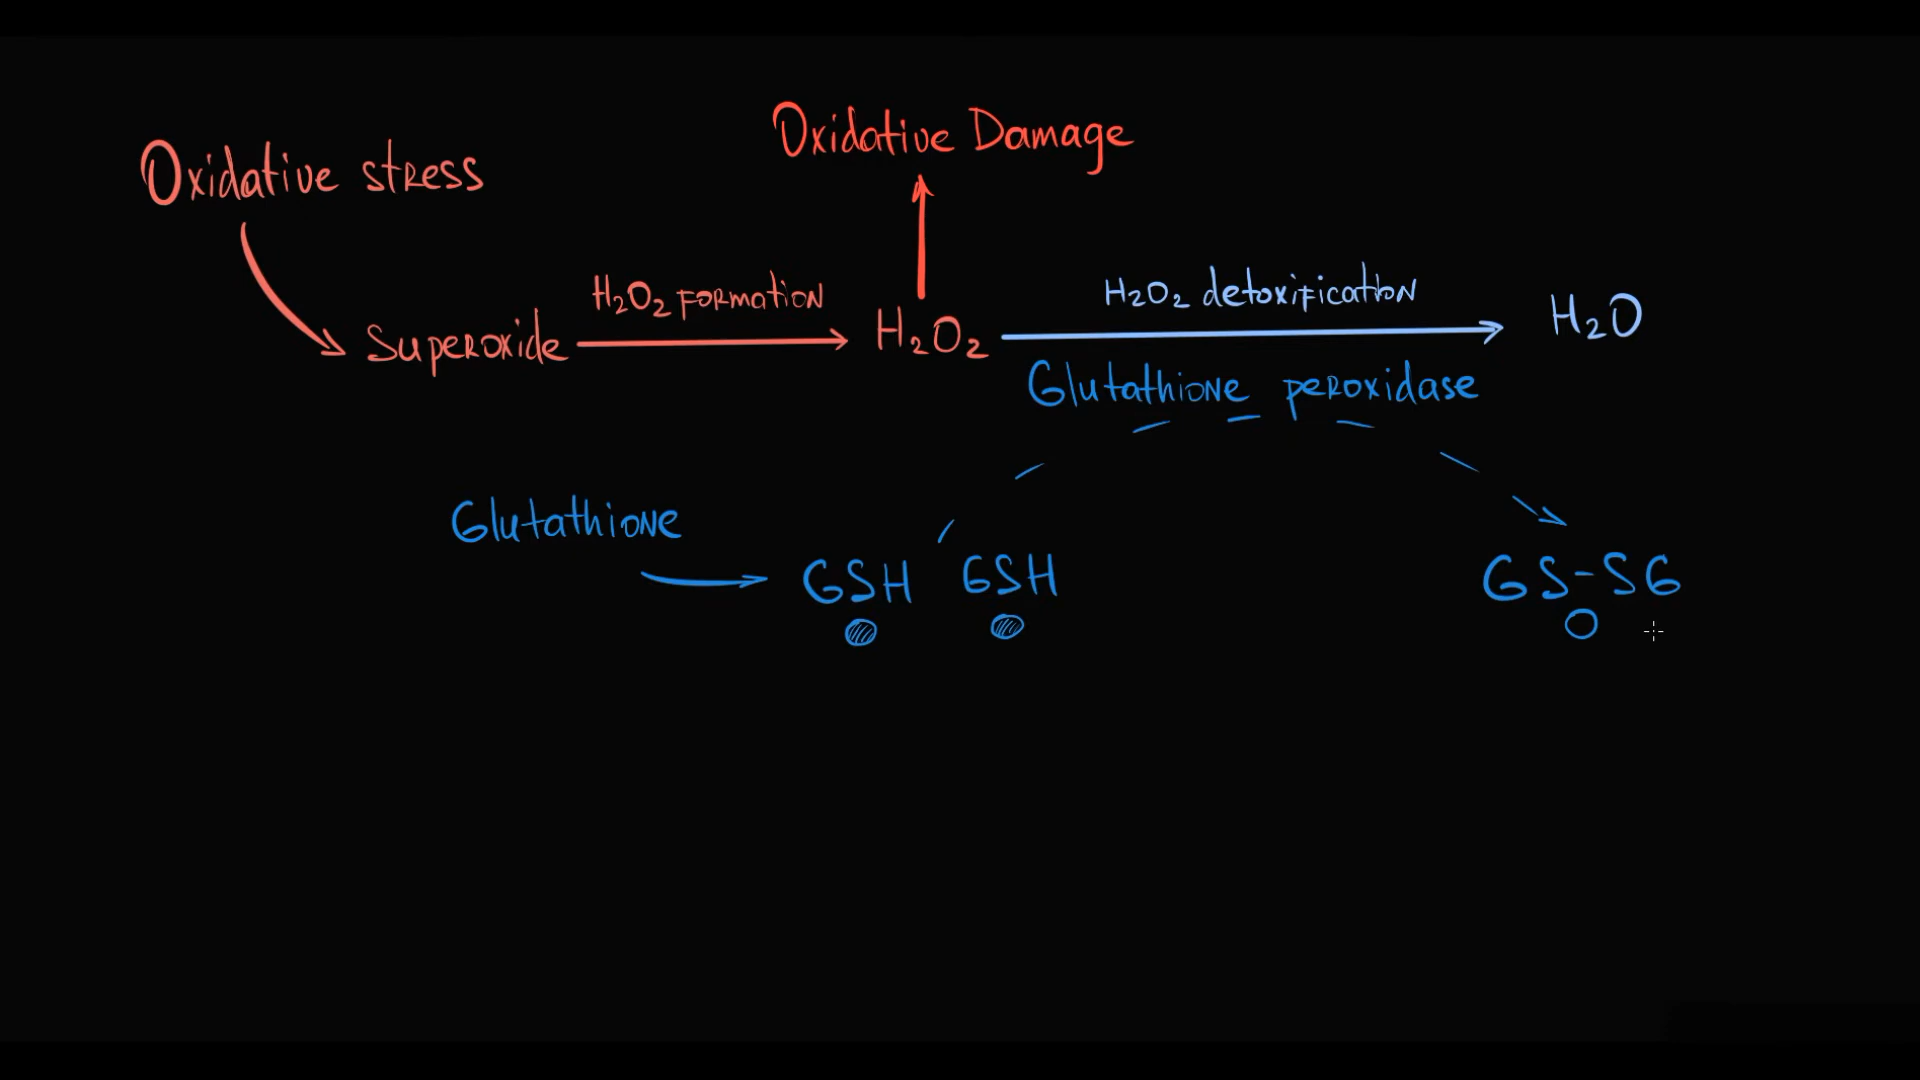 Oxidative Damage
Oxidative stress
H2O2 formation
H2O2 detoxification
Superoxide
H2O2
H2O
Glutathione peroxidase
Glutathione
GSH GSH
GS-SG